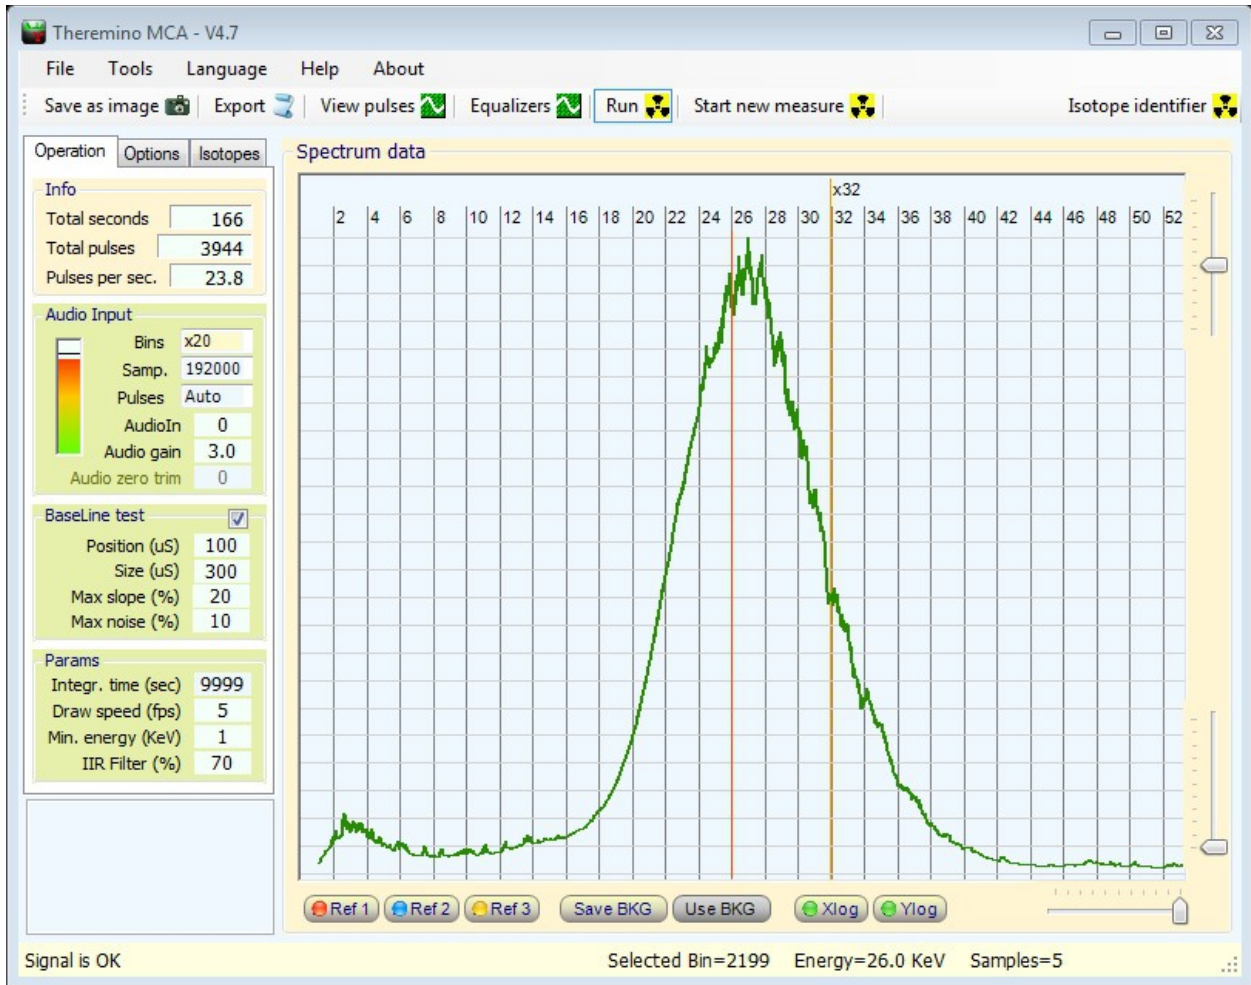 Theremino MCA - V4.7
File Tools Language Help About
Save as image Export View pulses Equalizers Run Start new measure Isotope identifier
Operation Options Isotopes
Info
Total seconds 166
Total pulses 3944
Pulses per sec. 23.8
Audio Input
Bins x20
Samp. 192000
Pulses Auto
AudioIn 0
Audio gain 3.0
Audio zero trim 0
BaseLine test
Position (uS) 100
Size (uS) 300
Max slope (%) 20
Max noise (%) 10
Params
Integr. time (sec) 9999
Draw speed (fps) 5
Min. energy (KeV) 1
IIR Filter (%) 70
Spectrum data
x32
2 4 6 8 10 12 14 16 18 20 22 24 26 28 30 32 34 36 38 40 42 44 46 48 50 52
Ref 1 Ref 2 Ref 3 Save BKG Use BKG Xlog Ylog
Signal is OK Selected Bin=2199 Energy=26.0 KeV Samples=5